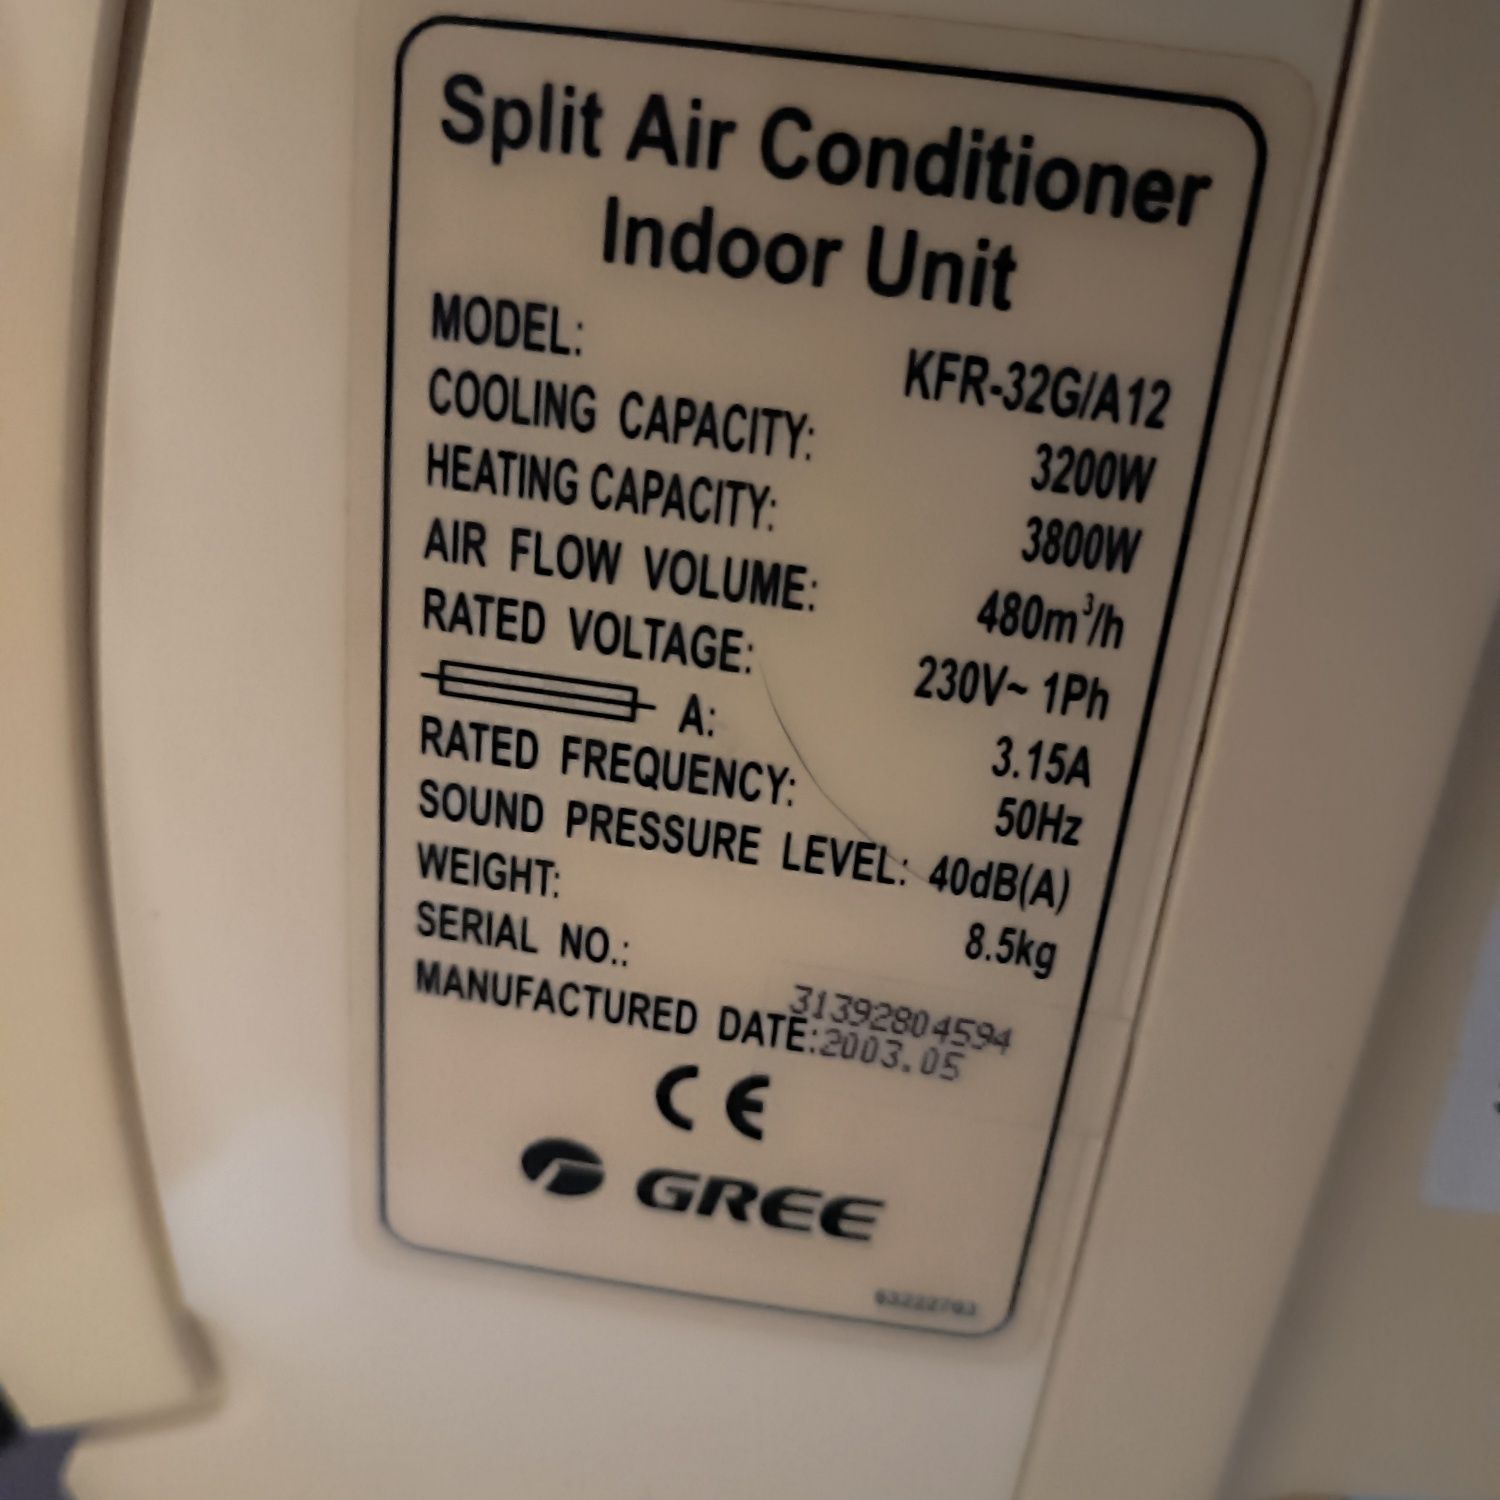 Split Air Conditioner
Indoor Unit
MODEL: KFR-32G/A12
COOLING CAPACITY: 3200W
HEATING CAPACITY: 3800W
AIR FLOW VOLUME: 480m³/h
RATED VOLTAGE: 230V~ 1Ph
A: 3.15A
RATED FREQUENCY: 50Hz
SOUND PRESSURE LEVEL: 40dB(A)
WEIGHT: 8.5kg
SERIAL NO.: 31392804594
MANUFACTURED DATE: 2003.05
CE
GREE